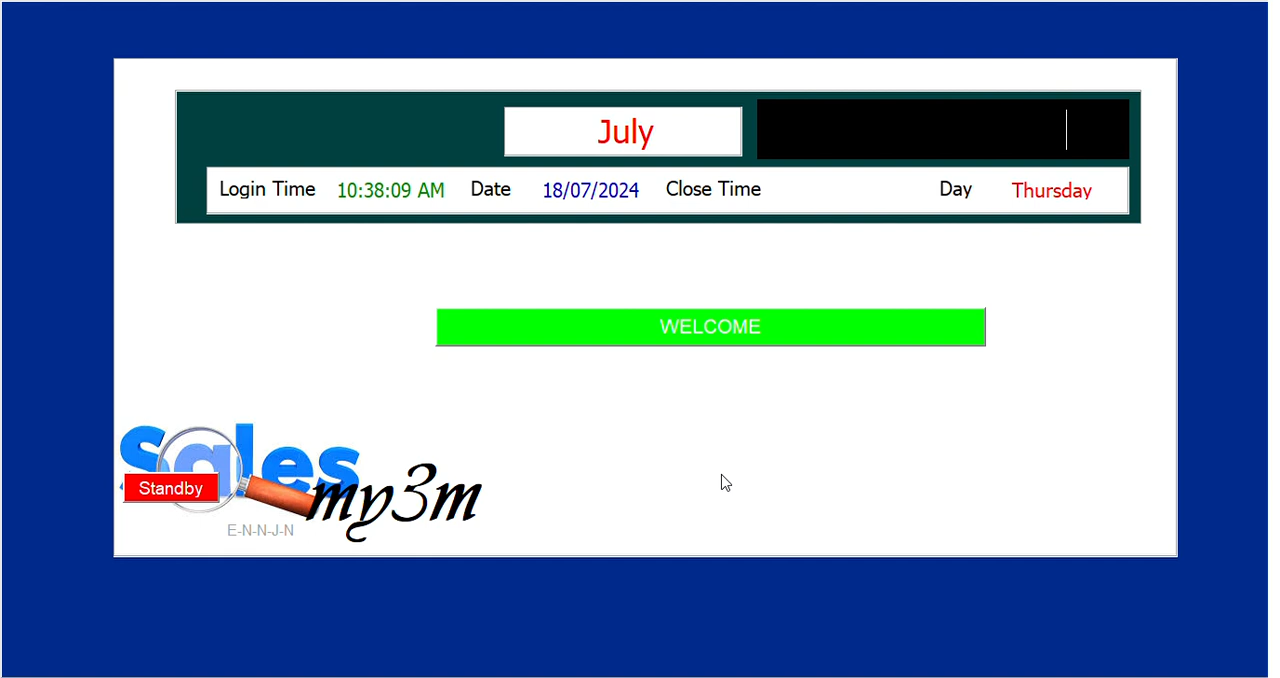 July
Login Time 10:38:09 AM Date 18/07/2024 Close Time Day Thursday
WELCOME
Sales
my3m
Standby
E-N-N-J-N